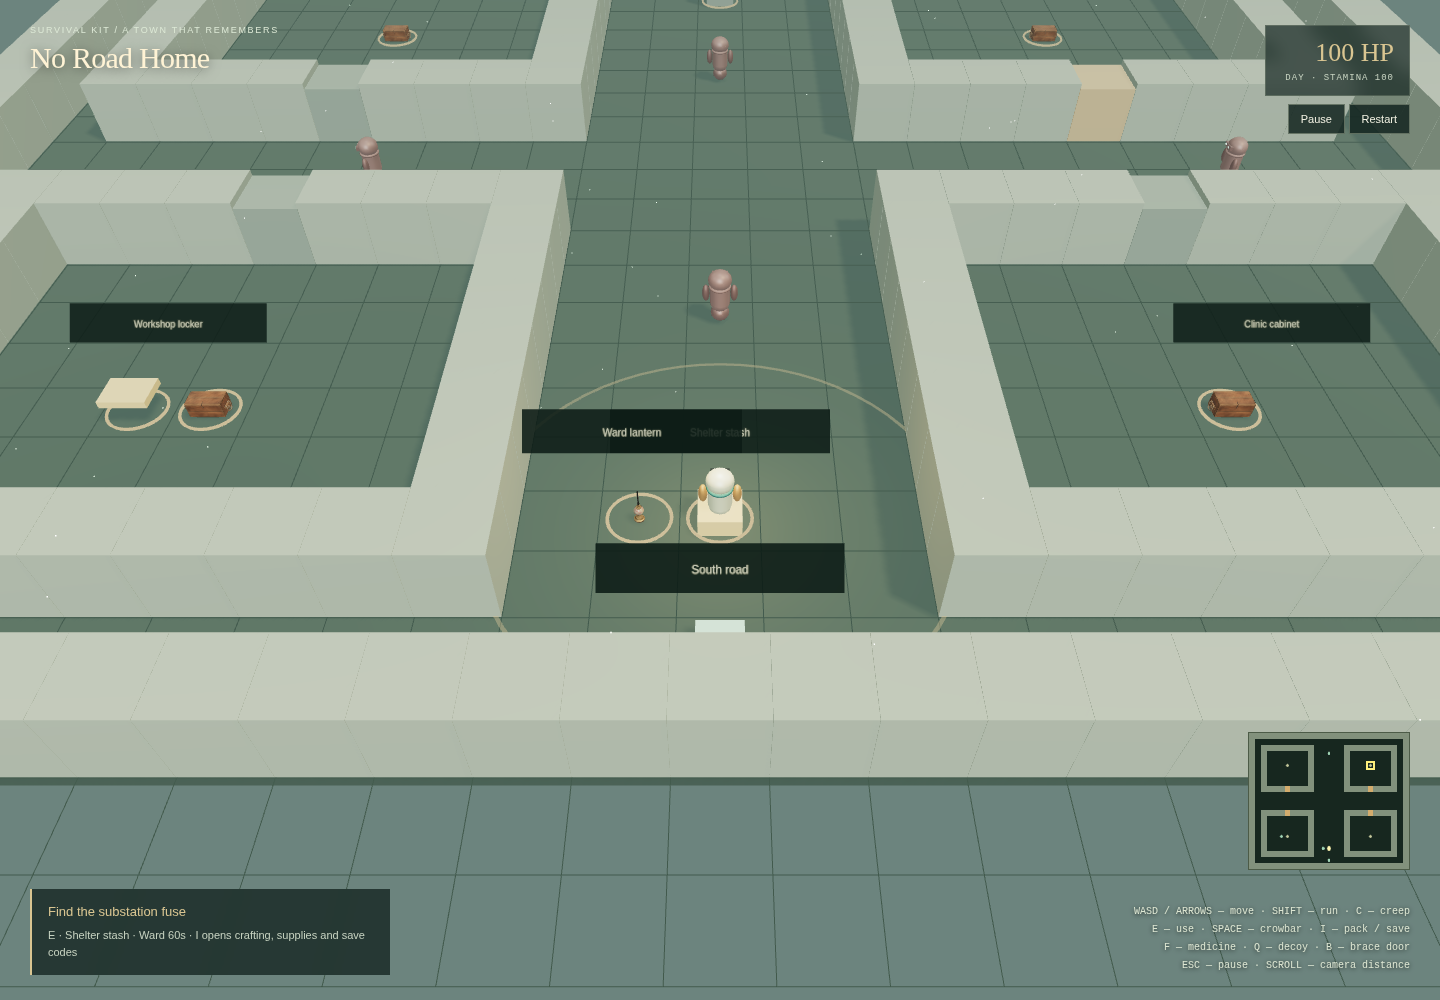 SURVIVAL KIT / A TOWN THAT REMEMBERS
No Road Home
100 HP
DAY · STAMINA 100
Pause
Restart
Workshop locker
Clinic cabinet
Ward lantern
Shelter stash
South road
Find the substation fuse
E · Shelter stash · Ward 60s · I opens crafting, supplies and save
codes
WASD / ARROWS — move · SHIFT — run · C — creep
E — use · SPACE — crowbar · I — pack / save
F — medicine · Q — decoy · B — brace door
ESC — pause · SCROLL — camera distance